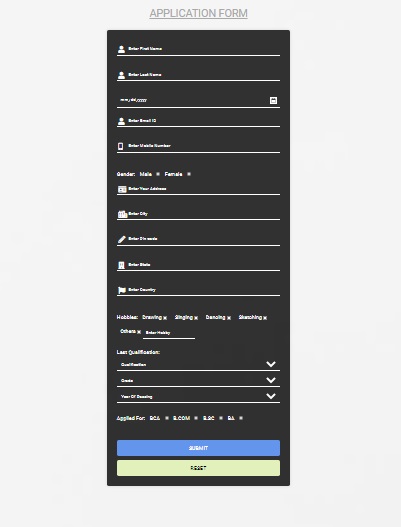 APPLICATION FORM
Enter First Name
Enter Last Name
mm/dd/yyyy
Enter Email ID
Enter Mobile Number
Gender: Male Female
Enter Your Address
Enter City
Enter Pin code
Enter State
Enter Country
Hobbies: Drawing Singing Dancing Sketching
Others Enter Hobby
Last Qualification:
Qualification
Grade
Year Of Passing
Applied For: BCA B.COM B.SC BA
SUBMIT
RESET